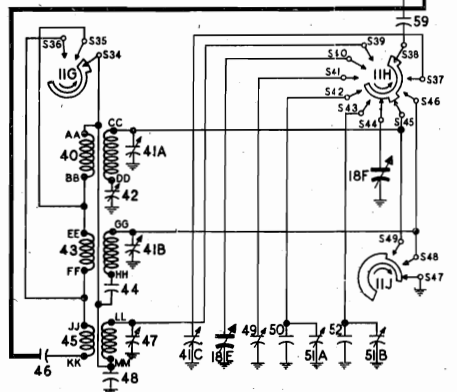 59
S36
S35
S34
11G
S39
S40
S41
S42
S43
S44
S45
S38
S37
S46
11H
AA
CC
40
41A
BB
DD
42
18F
EE
GG
43
41B
FF
HH
44
S49
S48
S47
11J
JJ
LL
45
47
KK
MM
46
48
41C
18E
49
50
51A
52
51B